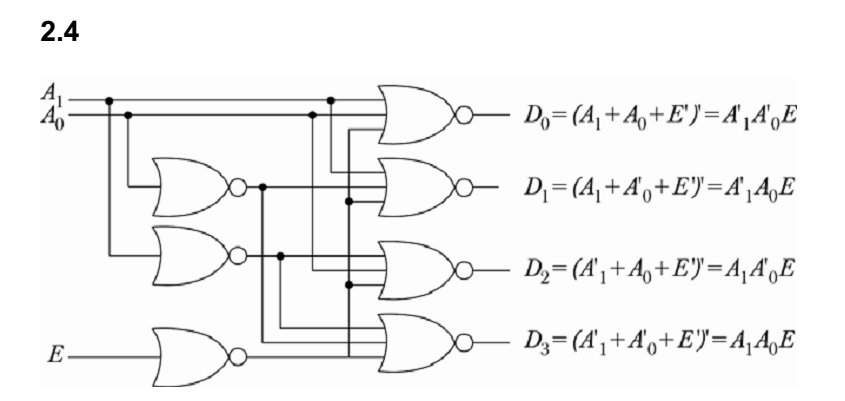 2.4
A₁
A₀
D₀=(A₁+A₀+E')'=A'₁A'₀E
D₁=(A₁+A'₀+E')'=A'₁A₀E
D₂=(A'₁+A₀+E')'=A₁A'₀E
E
D₃=(A'₁+A'₀+E')'=A₁A₀E